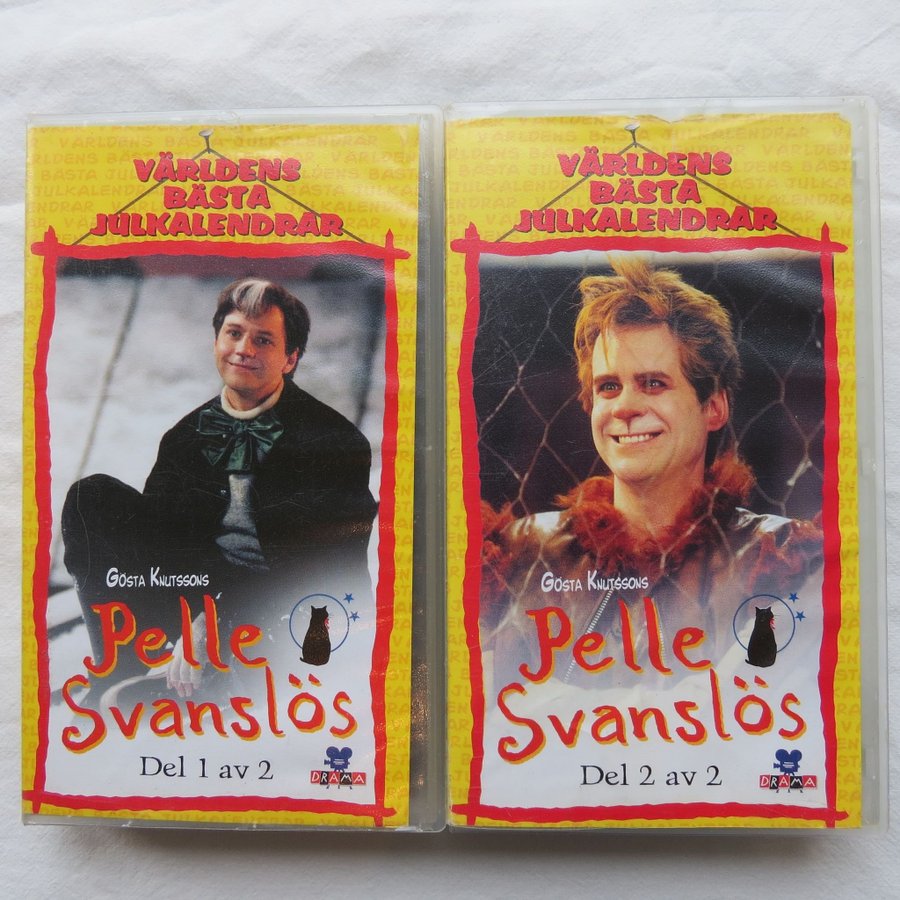 VÄRLDENS
BÄSTA
JULKALENDRAR
GÖSTA KNUTSSONS
Pelle
Svanslös
Del 1 av 2
DRAMA
VÄRLDENS
BÄSTA
JULKALENDRAR
GÖSTA KNUTSSONS
Pelle
Svanslös
Del 2 av 2
DRAMA